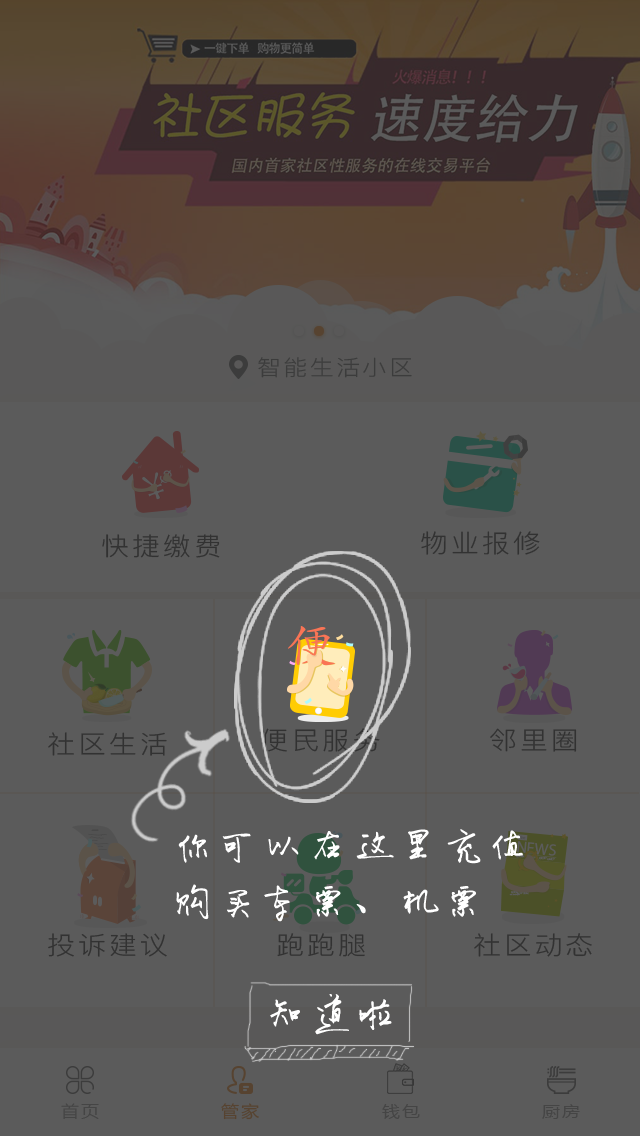 一键下单 购物更简单
火爆消息！！！
社区服务 速度给力
国内首家社区性服务的在线交易平台
智能生活小区
快捷缴费
物业报修
便
社区生活
便民服务
邻里圈
你可以在这里充值
购买车票、机票
NEWS
投诉建议
跑跑腿
社区动态
知道啦
首页
管家
钱包
厨房